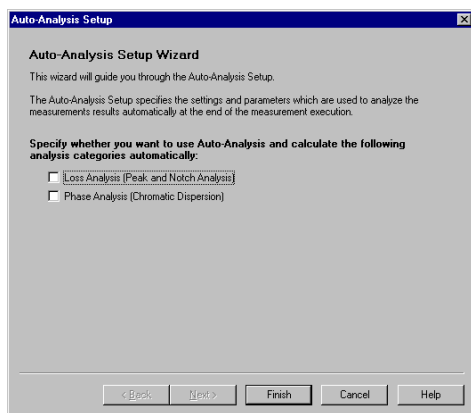 Auto-Analysis Setup
Auto-Analysis Setup Wizard
This wizard will guide you through the Auto-Analysis Setup.
The Auto-Analysis Setup specifies the settings and parameters which are used to analyze the
measurements results automatically at the end of the measurement execution.
Specify whether you want to use Auto-Analysis and calculate the following
analysis categories automatically:
Loss Analysis (Peak and Notch Analysis)
Phase Analysis (Chromatic Dispersion)
< Back Next > Finish Cancel Help